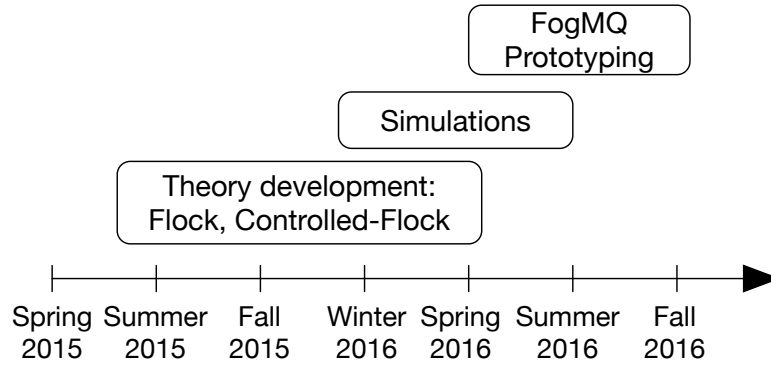 FogMQ
Prototyping
Simulations
Theory development:
Flock, Controlled-Flock
Spring Summer Fall Winter Spring Summer Fall
2015 2015 2015 2016 2016 2016 2016